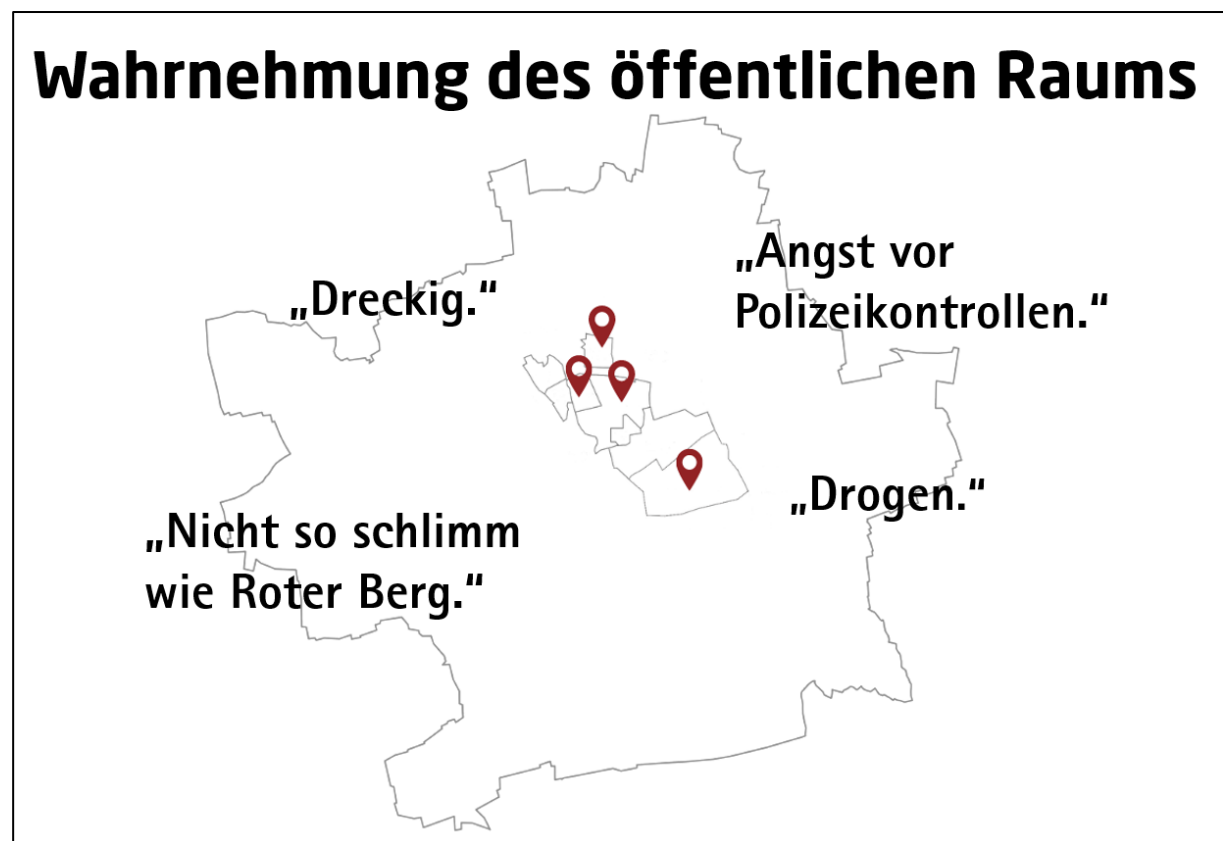 Wahrnehmung des öffentlichen Raums
„Angst vor
Polizeikontrollen.“
„Dreckig.“
„Drogen.“
„Nicht so schlimm
wie Roter Berg.“